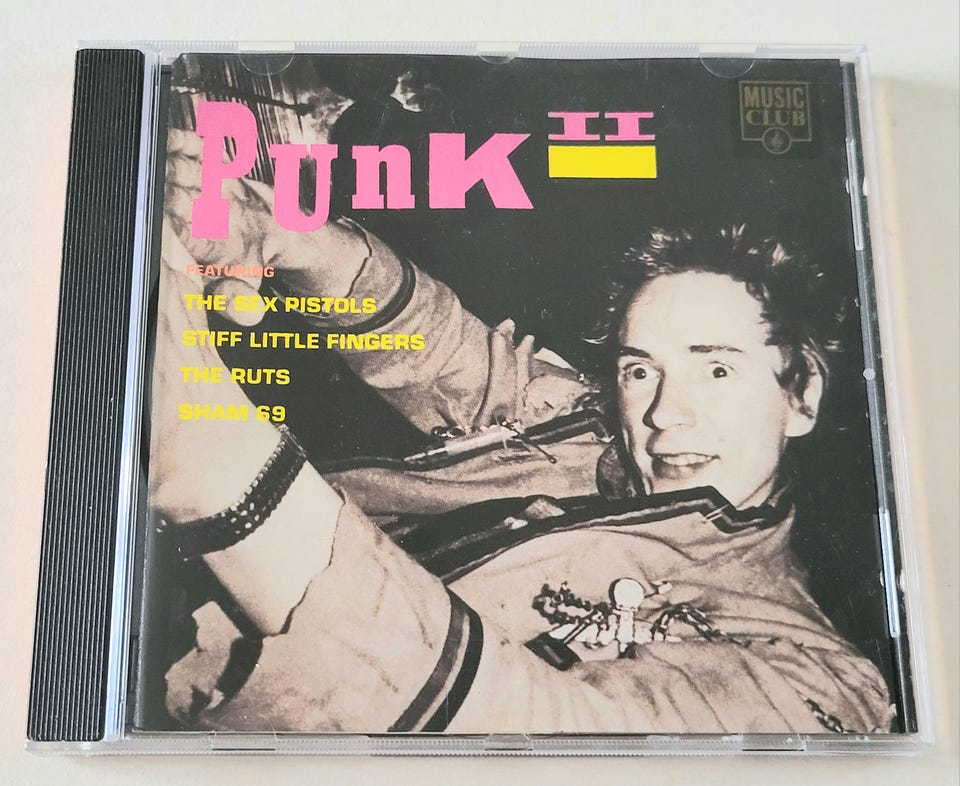 PUnK II
MUSIC
CLUB
FEATURING
THE SEX PISTOLS
STIFF LITTLE FINGERS
THE RUTS
SHAM 69